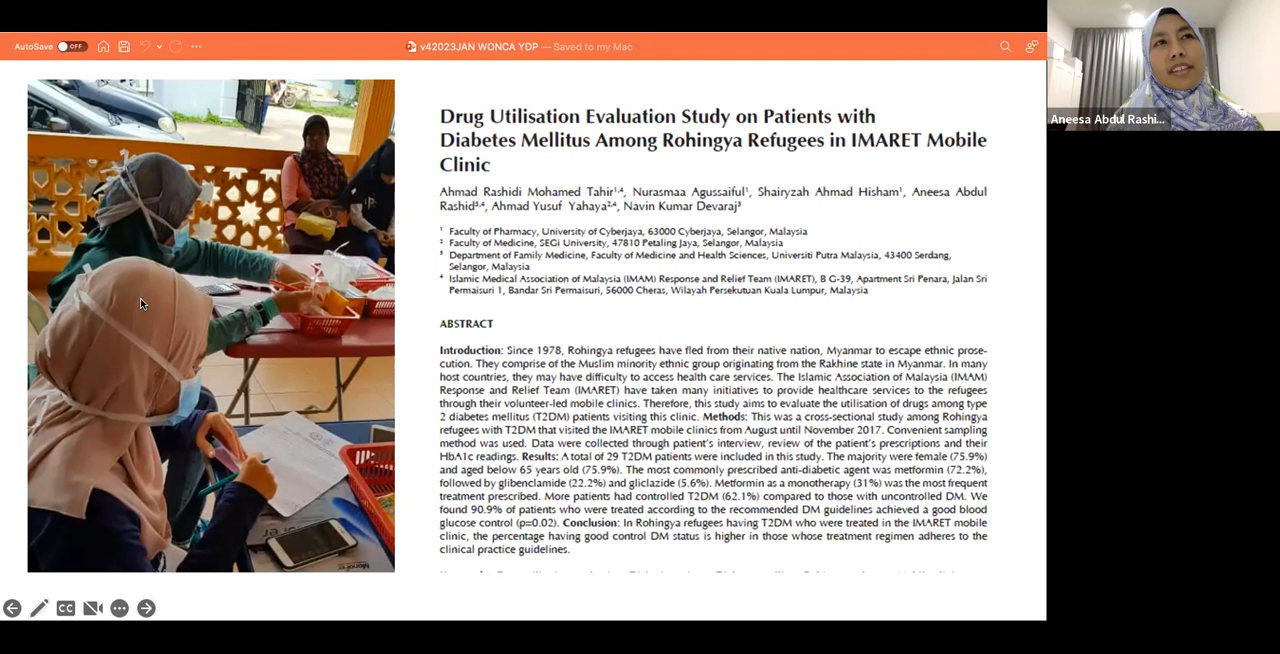 AutoSave OFF
v42023JAN WONCA YDP — Saved to my Mac
Aneesa Abdul Rashi...
Drug Utilisation Evaluation Study on Patients with
Diabetes Mellitus Among Rohingya Refugees in IMARET Mobile
Clinic
Ahmad Rashidi Mohamed Tahir¹,⁴, Nurasmaa Agussaiful¹, Shairyzah Ahmad Hisham¹, Aneesa Abdul
Rashid³,⁴, Ahmad Yusuf Yahaya²,⁴, Navin Kumar Devaraj³
¹ Faculty of Pharmacy, University of Cyberjaya, 63000 Cyberjaya, Selangor, Malaysia
² Faculty of Medicine, SEGi University, 47810 Petaling Jaya, Selangor, Malaysia
³ Department of Family Medicine, Faculty of Medicine and Health Sciences, Universiti Putra Malaysia, 43400 Serdang,
Selangor, Malaysia
⁴ Islamic Medical Association of Malaysia (IMAM) Response and Relief Team (IMARET), B G-39, Apartment Sri Penara, Jalan Sri
Permaisuri 1, Bandar Sri Permaisuri, 56000 Cheras, Wilayah Persekutuan Kuala Lumpur, Malaysia
ABSTRACT
Introduction: Since 1978, Rohingya refugees have fled from their native nation, Myanmar to escape ethnic prose-
cution. They comprise of the Muslim minority ethnic group originating from the Rakhine state in Myanmar. In many
host countries, they may have difficulty to access health care services. The Islamic Association of Malaysia (IMAM)
Response and Relief Team (IMARET) have taken many initiatives to provide healthcare services to the refugees
through their volunteer-led mobile clinics. Therefore, this study aims to evaluate the utilisation of drugs among type
2 diabetes mellitus (T2DM) patients visiting this clinic. Methods: This was a cross-sectional study among Rohingya
refugees with T2DM that visited the IMARET mobile clinics from August until November 2017. Convenient sampling
method was used. Data were collected through patient's interview, review of the patient's prescriptions and their
HbA1c readings. Results: A total of 29 T2DM patients were included in this study. The majority were female (75.9%)
and aged below 65 years old (75.9%). The most commonly prescribed anti-diabetic agent was metformin (72.2%),
followed by glibenclamide (22.2%) and gliclazide (5.6%). Metformin as a monotherapy (31%) was the most frequent
treatment prescribed. More patients had controlled T2DM (62.1%) compared to those with uncontrolled DM. We
found 90.9% of patients who were treated according to the recommended DM guidelines achieved a good blood
glucose control (p=0.02). Conclusion: In Rohingya refugees having T2DM who were treated in the IMARET mobile
clinic, the percentage having good control DM status is higher in those whose treatment regimen adheres to the
clinical practice guidelines.
CC